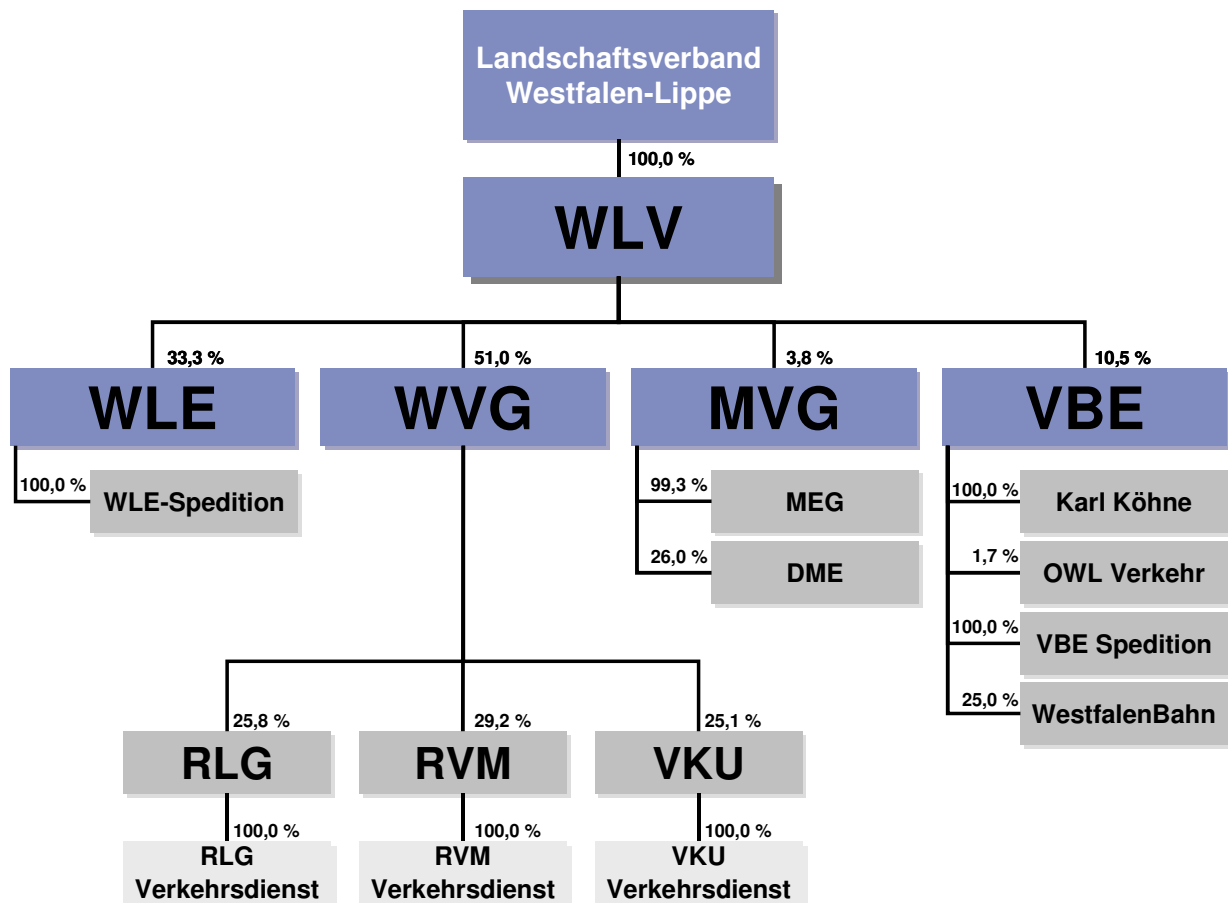 Landschaftsverband
Westfalen-Lippe
100,0 %
WLV
33,3 %
51,0 %
3,8 %
10,5 %
WLE
WVG
MVG
VBE
100,0 %
WLE-Spedition
99,3 %
MEG
26,0 %
DME
100,0 %
Karl Köhne
1,7 %
OWL Verkehr
100,0 %
VBE Spedition
25,0 %
WestfalenBahn
25,8 %
29,2 %
25,1 %
RLG
RVM
VKU
100,0 %
100,0 %
100,0 %
RLG
Verkehrsdienst
RVM
Verkehrsdienst
VKU
Verkehrsdienst